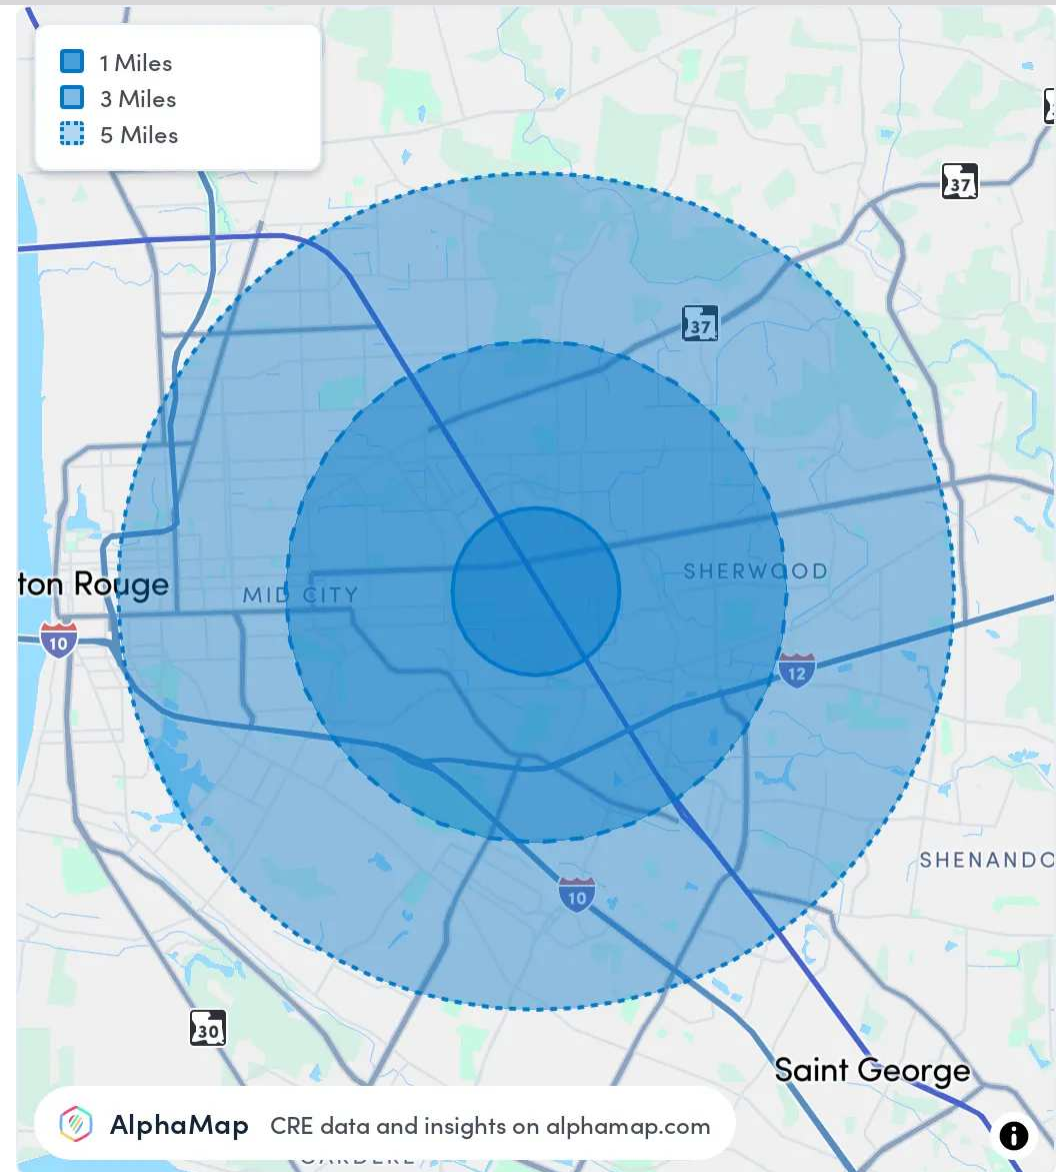 1 Miles
3 Miles
5 Miles
37
37
ton Rouge
MID CITY
SHERWOOD
10
12
SHENANDO
10
30
Saint George
AlphaMap CRE data and insights on alphamap.com